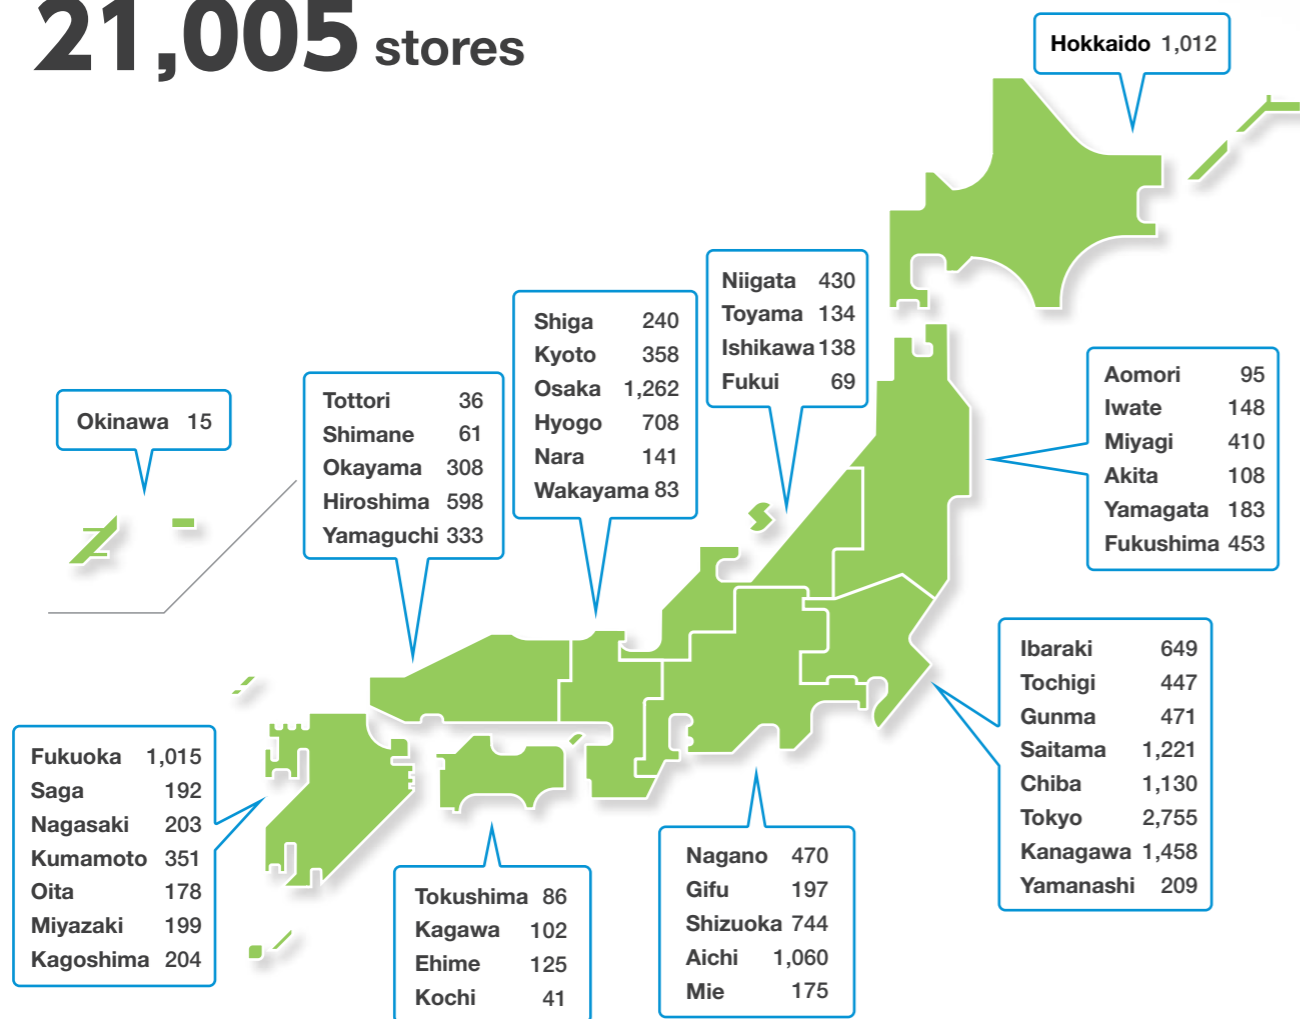 21,005 stores
Hokkaido 1,012
Niigata 430
Toyama 134
Ishikawa 138
Fukui 69
Shiga 240
Kyoto 358
Osaka 1,262
Hyogo 708
Nara 141
Wakayama 83
Aomori 95
Iwate 148
Miyagi 410
Akita 108
Yamagata 183
Fukushima 453
Tottori 36
Shimane 61
Okayama 308
Hiroshima 598
Yamaguchi 333
Okinawa 15
Ibaraki 649
Tochigi 447
Gunma 471
Saitama 1,221
Chiba 1,130
Tokyo 2,755
Kanagawa 1,458
Yamanashi 209
Fukuoka 1,015
Saga 192
Nagasaki 203
Kumamoto 351
Oita 178
Miyazaki 199
Kagoshima 204
Tokushima 86
Kagawa 102
Ehime 125
Kochi 41
Nagano 470
Gifu 197
Shizuoka 744
Aichi 1,060
Mie 175